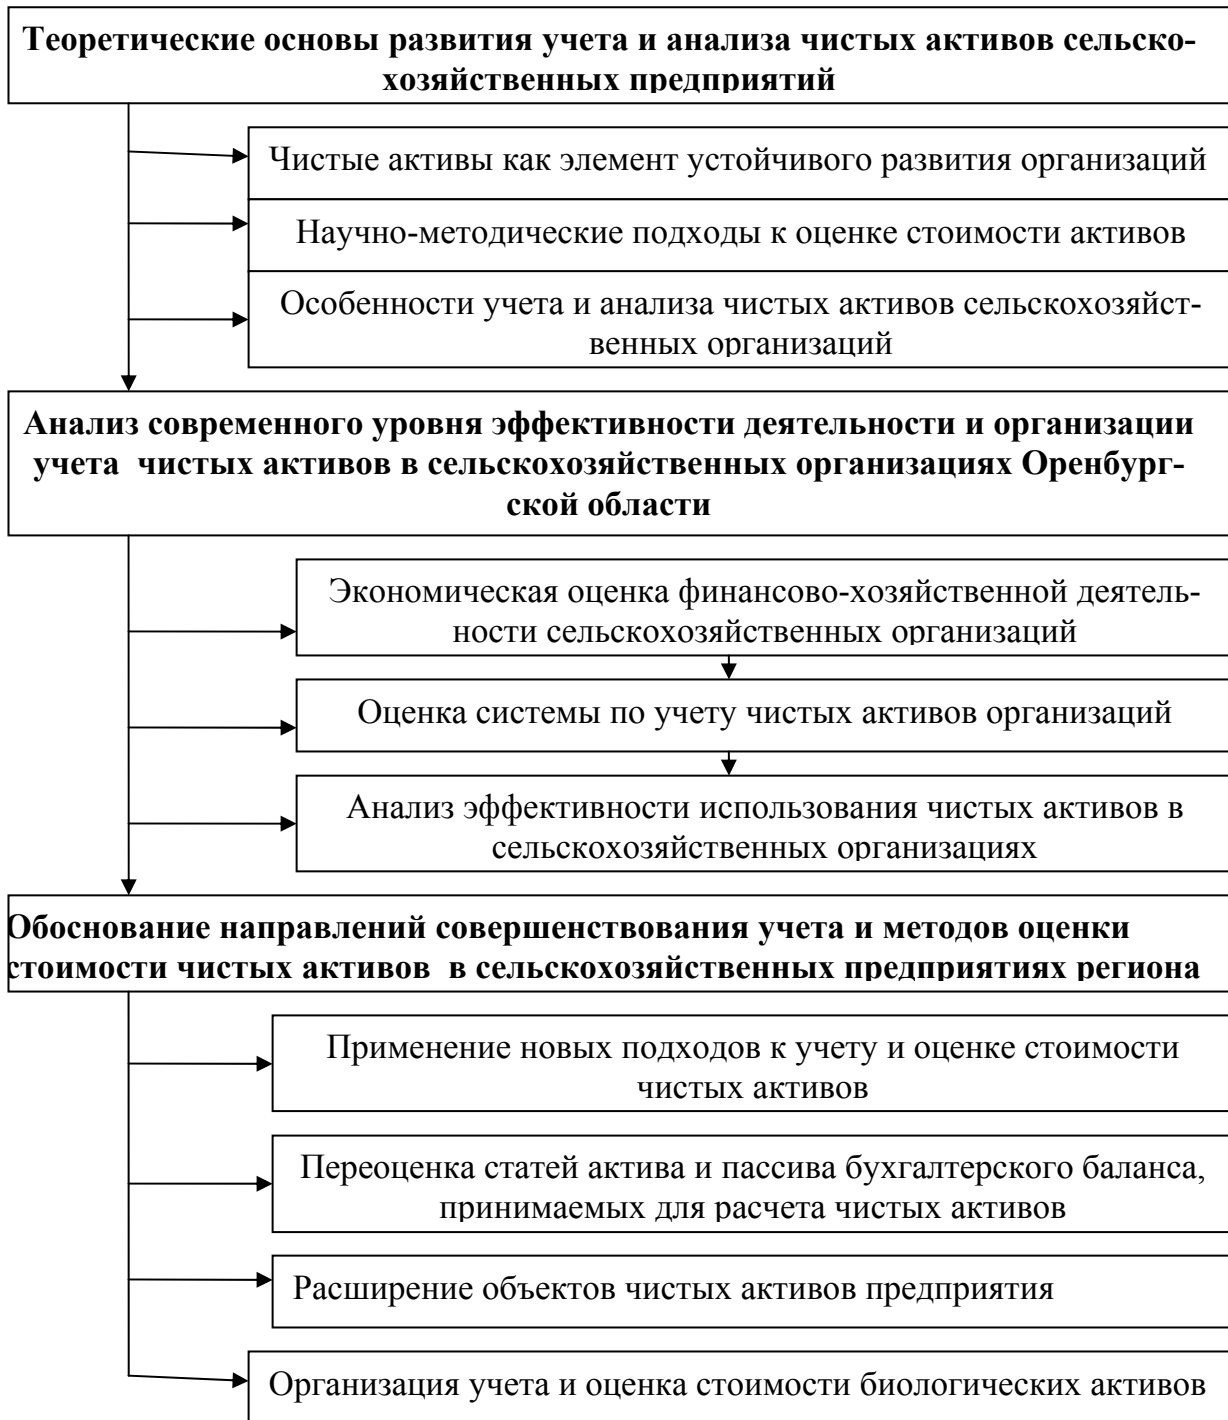 Теоретические основы развития учета и анализа чистых активов сельско-
хозяйственных предприятий
Чистые активы как элемент устойчивого развития организаций
Научно-методические подходы к оценке стоимости активов
Особенности учета и анализа чистых активов сельскохозяйст-
венных организаций
Анализ современного уровня эффективности деятельности и организации
учета чистых активов в сельскохозяйственных организациях Оренбург-
ской области
Экономическая оценка финансово-хозяйственной деятель-
ности сельскохозяйственных организаций
Оценка системы по учету чистых активов организаций
Анализ эффективности использования чистых активов в
сельскохозяйственных организациях
Обоснование направлений совершенствования учета и методов оценки
стоимости чистых активов в сельскохозяйственных предприятиях региона
Применение новых подходов к учету и оценке стоимости
чистых активов
Переоценка статей актива и пассива бухгалтерского баланса,
принимаемых для расчета чистых активов
Расширение объектов чистых активов предприятия
Организация учета и оценка стоимости биологических активов